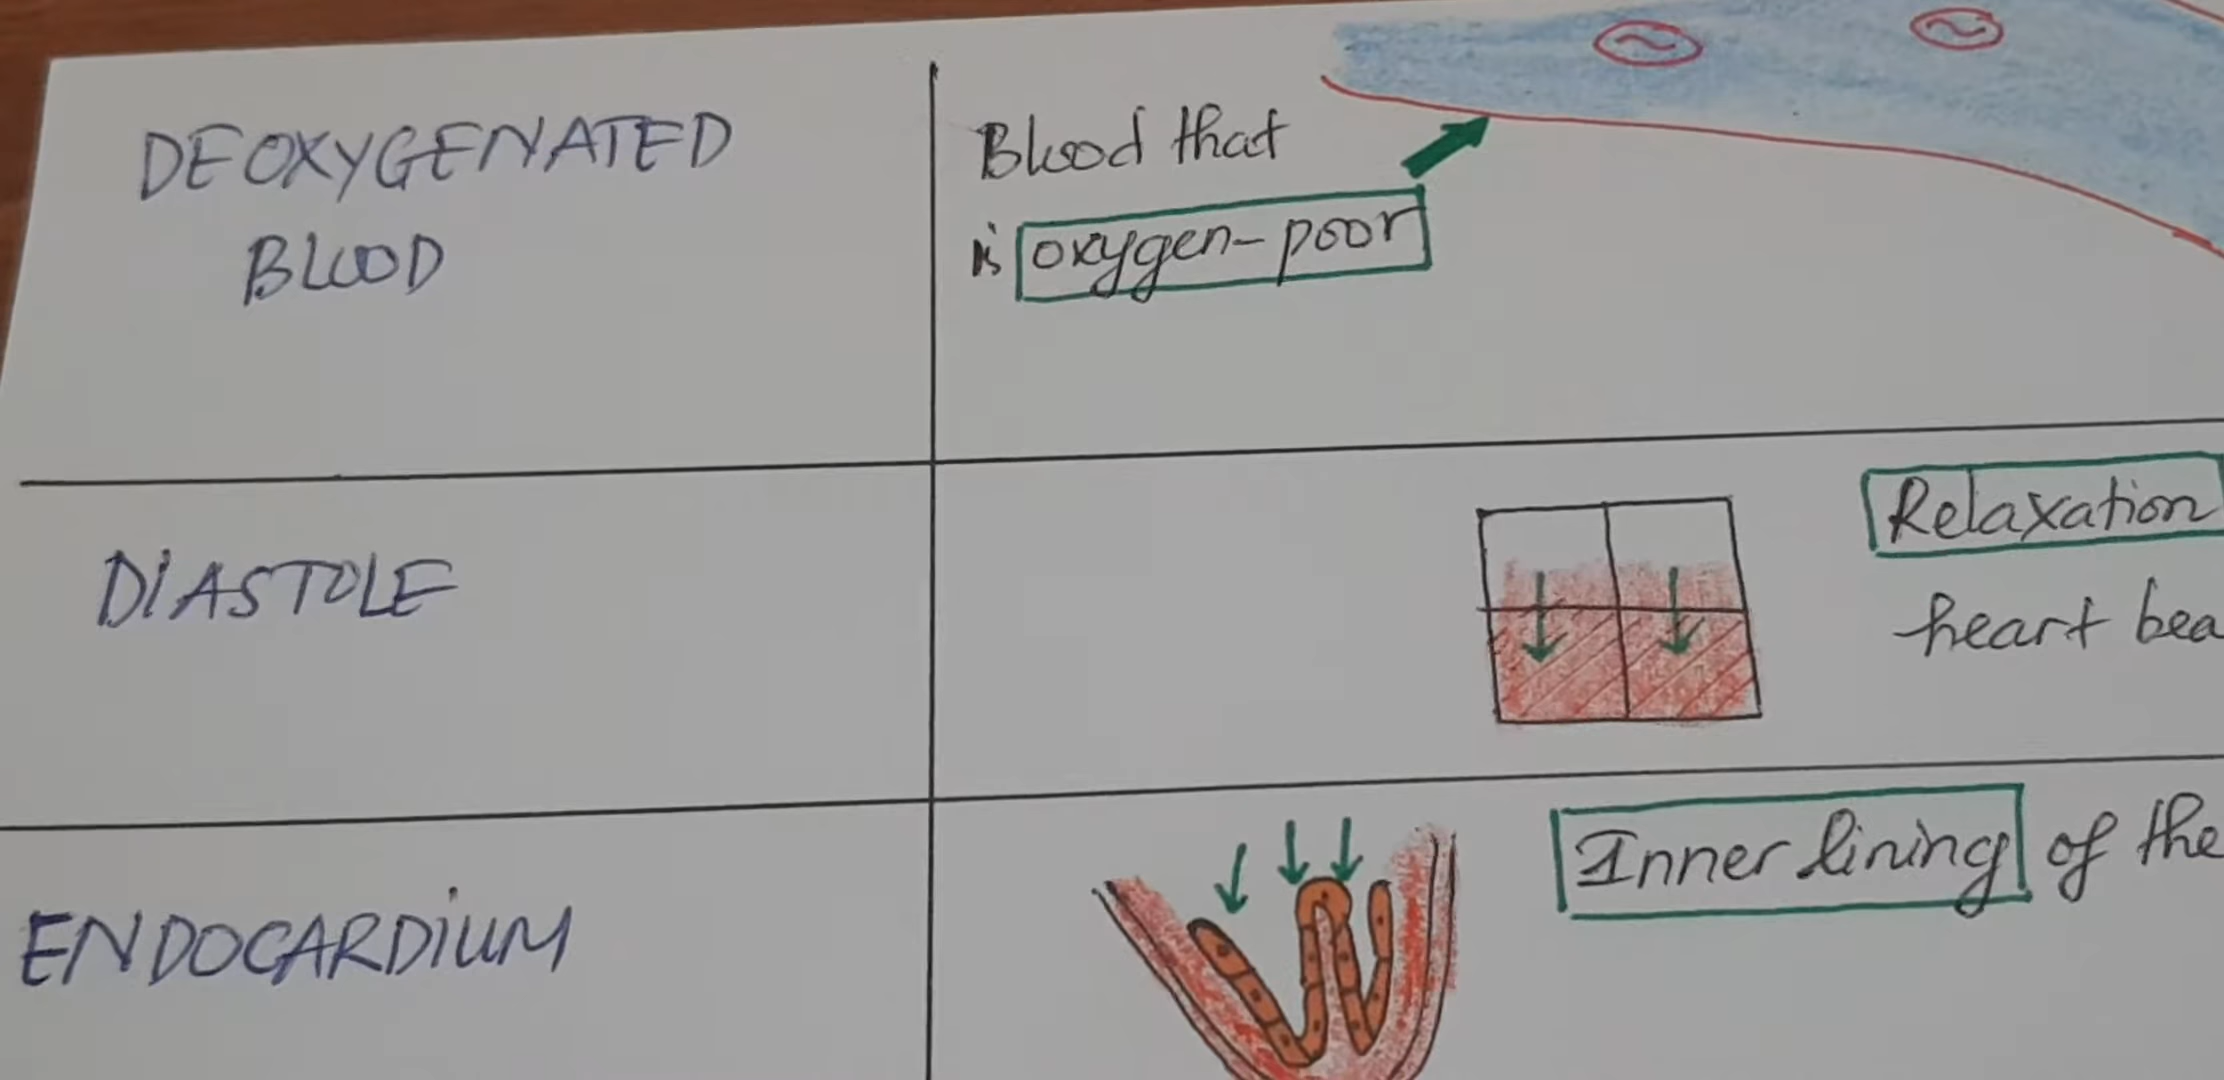 DEOXYGENATED
BLOOD
Blood that
is oxygen-poor
DIASTOLE
Relaxation
heart bea
ENDOCARDIUM
Inner lining of the